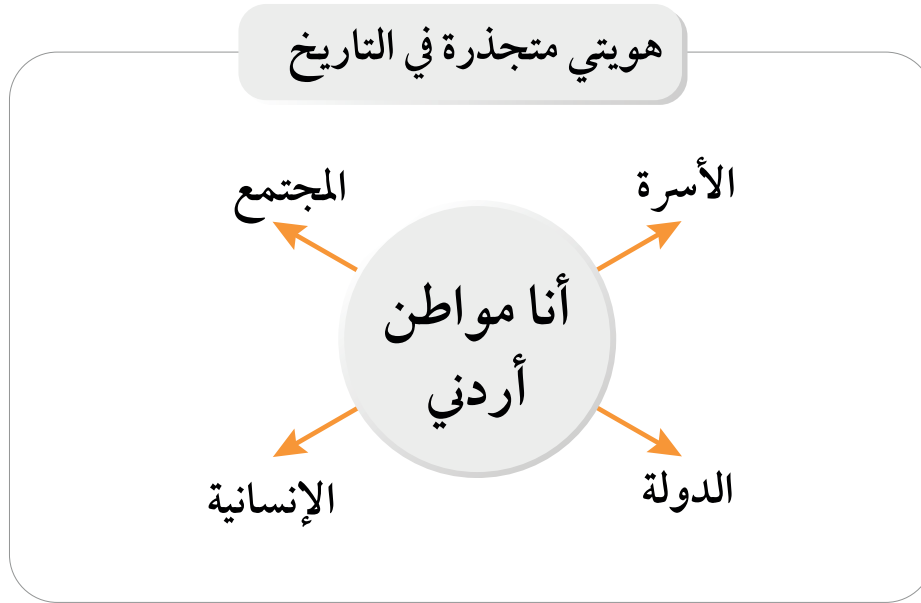 هويتي متجذرة في التاريخ
الأسرة
المجتمع
أنا مواطن
أردني
الدولة
الإنسانية